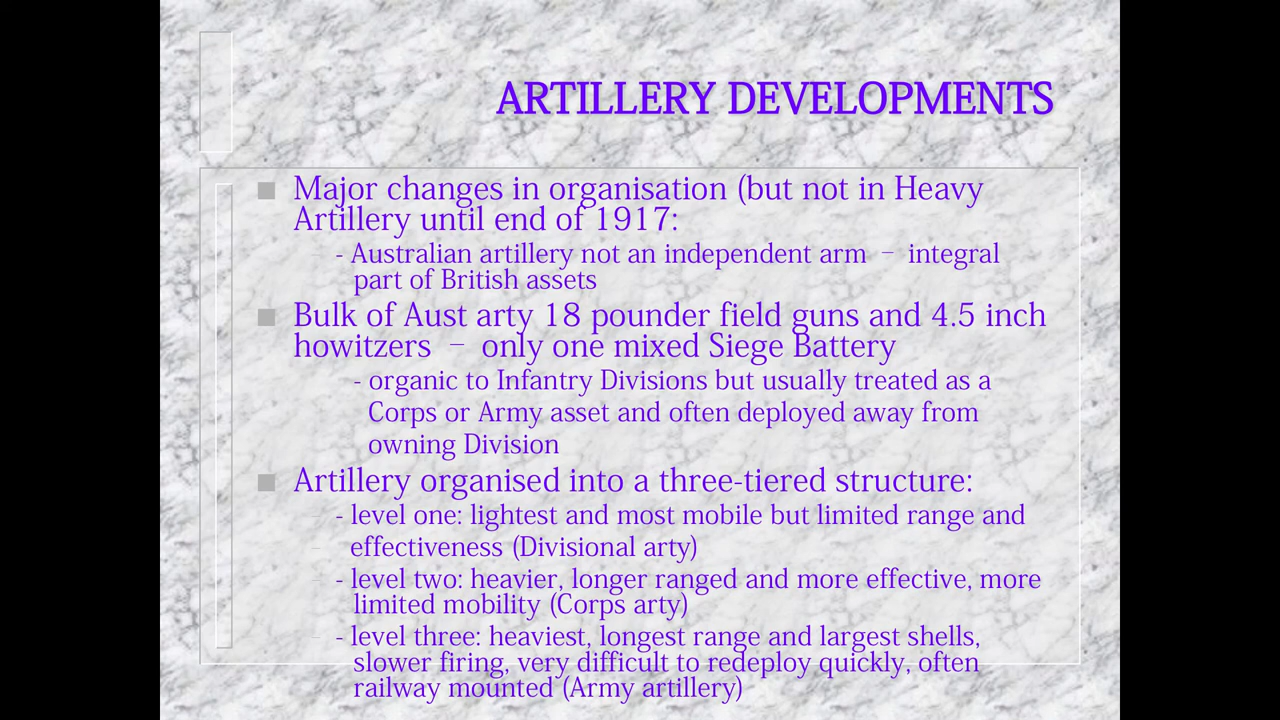 ARTILLERY DEVELOPMENTS
Major changes in organisation (but not in Heavy
Artillery until end of 1917:
- Australian artillery not an independent arm – integral
part of British assets
Bulk of Aust arty 18 pounder field guns and 4.5 inch
howitzers – only one mixed Siege Battery
- organic to Infantry Divisions but usually treated as a
Corps or Army asset and often deployed away from
owning Division
Artillery organised into a three-tiered structure:
- level one: lightest and most mobile but limited range and
effectiveness (Divisional arty)
- level two: heavier, longer ranged and more effective, more
limited mobility (Corps arty)
- level three: heaviest, longest range and largest shells,
slower firing, very difficult to redeploy quickly, often
railway mounted (Army artillery)